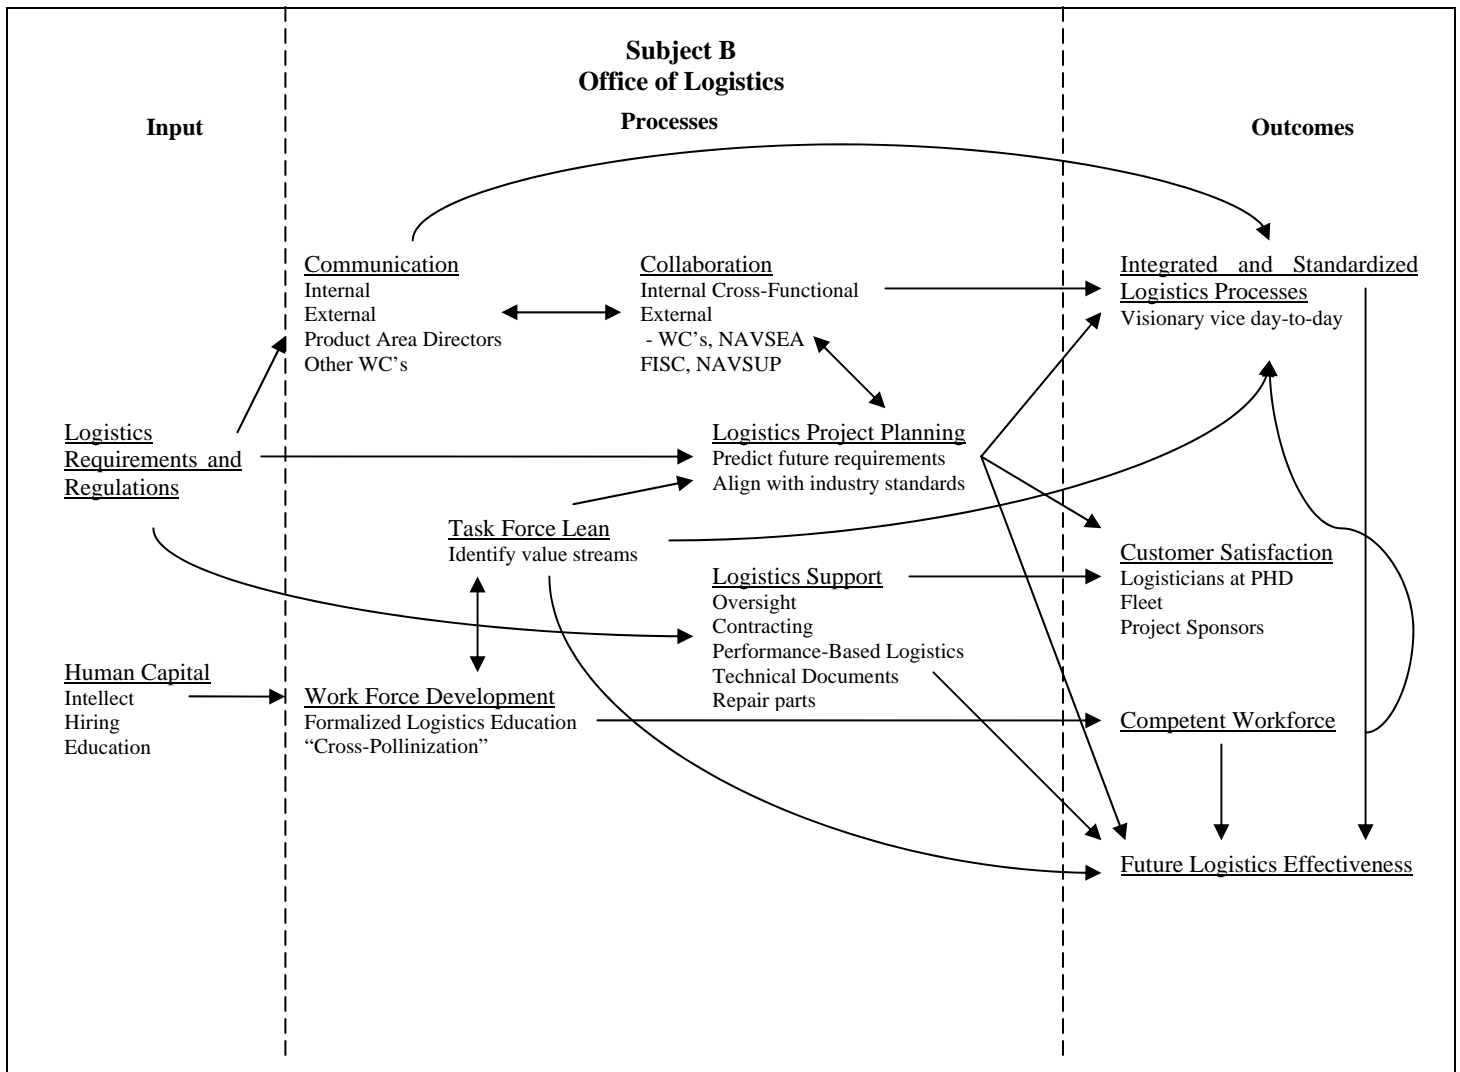 Subject B
Office of Logistics
Input
Processes
Outcomes
Communication
Internal
External
Product Area Directors
Other WC’s
Collaboration
Internal Cross-Functional
External
- WC’s, NAVSEA
FISC, NAVSUP
Integrated and Standardized
Logistics Processes
Visionary vice day-to-day
Logistics
Requirements and
Regulations
Logistics Project Planning
Predict future requirements
Align with industry standards
Task Force Lean
Identify value streams
Logistics Support
Oversight
Contracting
Performance-Based Logistics
Technical Documents
Repair parts
Customer Satisfaction
Logisticians at PHD
Fleet
Project Sponsors
Human Capital
Intellect
Hiring
Education
Work Force Development
Formalized Logistics Education
“Cross-Pollinization”
Competent Workforce
Future Logistics Effectiveness